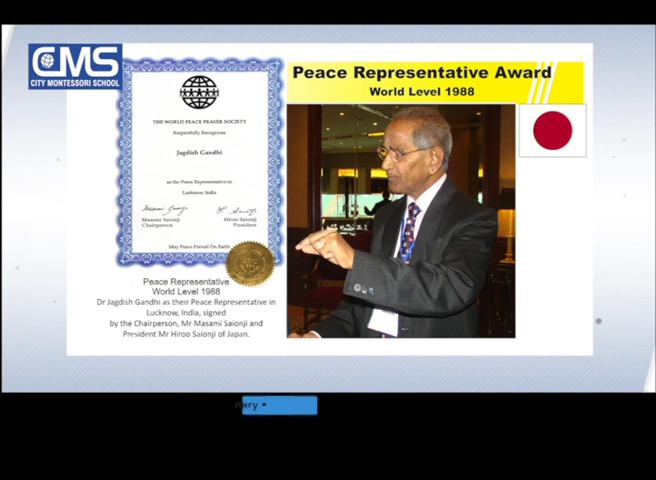 CMS
CITY MONTESSORI SCHOOL
Peace Representative Award
World Level 1988
THE WORLD PEACE PRAYER SOCIETY
Respectfully Recognizes
Jagdish Gandhi
as the Peace Representative in
Lucknow, India
Masami Saionji
Chairperson
Hiroo Saionji
President
May Peace Prevail On Earth
Peace Representative
World Level 1988
Dr Jagdish Gandhi as their Peace Representative in
Lucknow, India, signed
by the Chairperson, Mr Masami Saionji and
President Mr Hiroo Saionji of Japan.